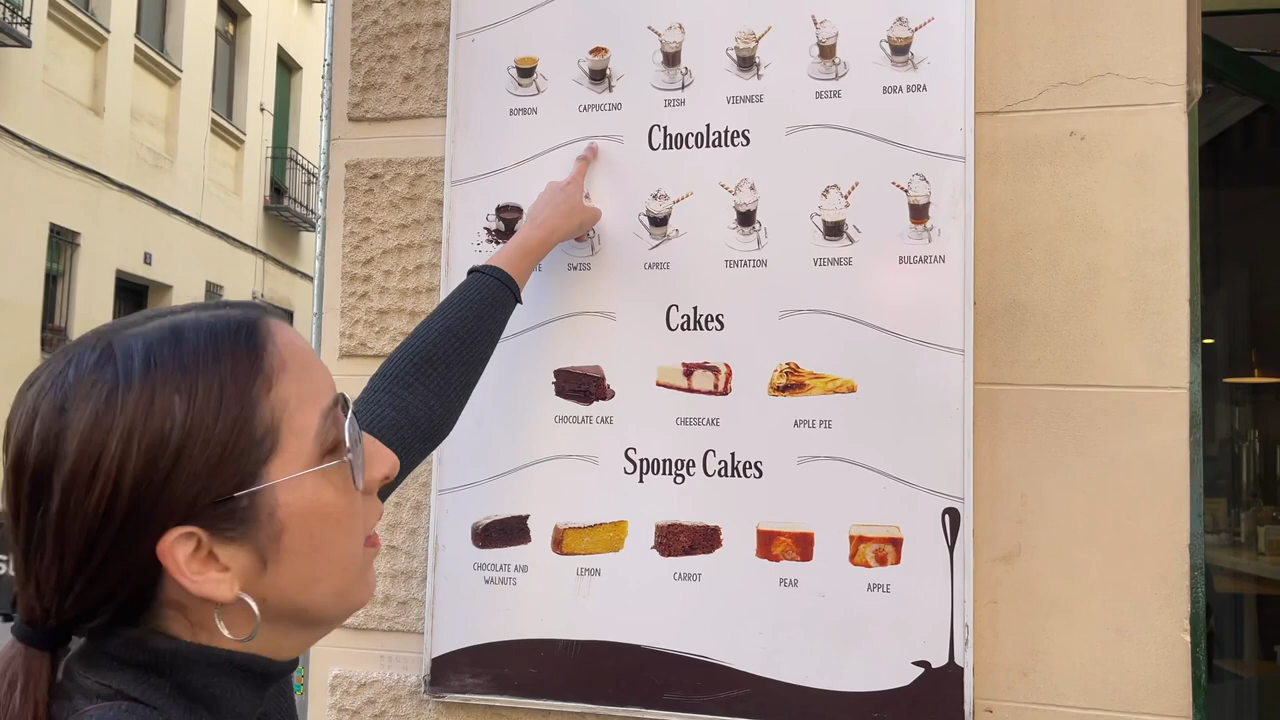 BOMBON
CAPPUCCINO
IRISH
VIENNESE
DESIRE
BORA BORA
Chocolates
SWISS
CAPRICE
TENTATION
VIENNESE
BULGARIAN
Cakes
CHOCOLATE CAKE
CHEESECAKE
APPLE PIE
Sponge Cakes
CHOCOLATE AND
WALNUTS
LEMON
CARROT
PEAR
APPLE